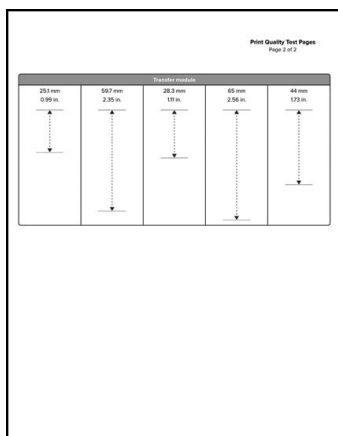 Print Quality Test Pages
Page 2 of 2
Transfer module
25.1 mm 59.7 mm 28.3 mm 65 mm 44 mm
0.99 in. 2.35 in. 1.11 in. 2.56 in. 1.73 in.